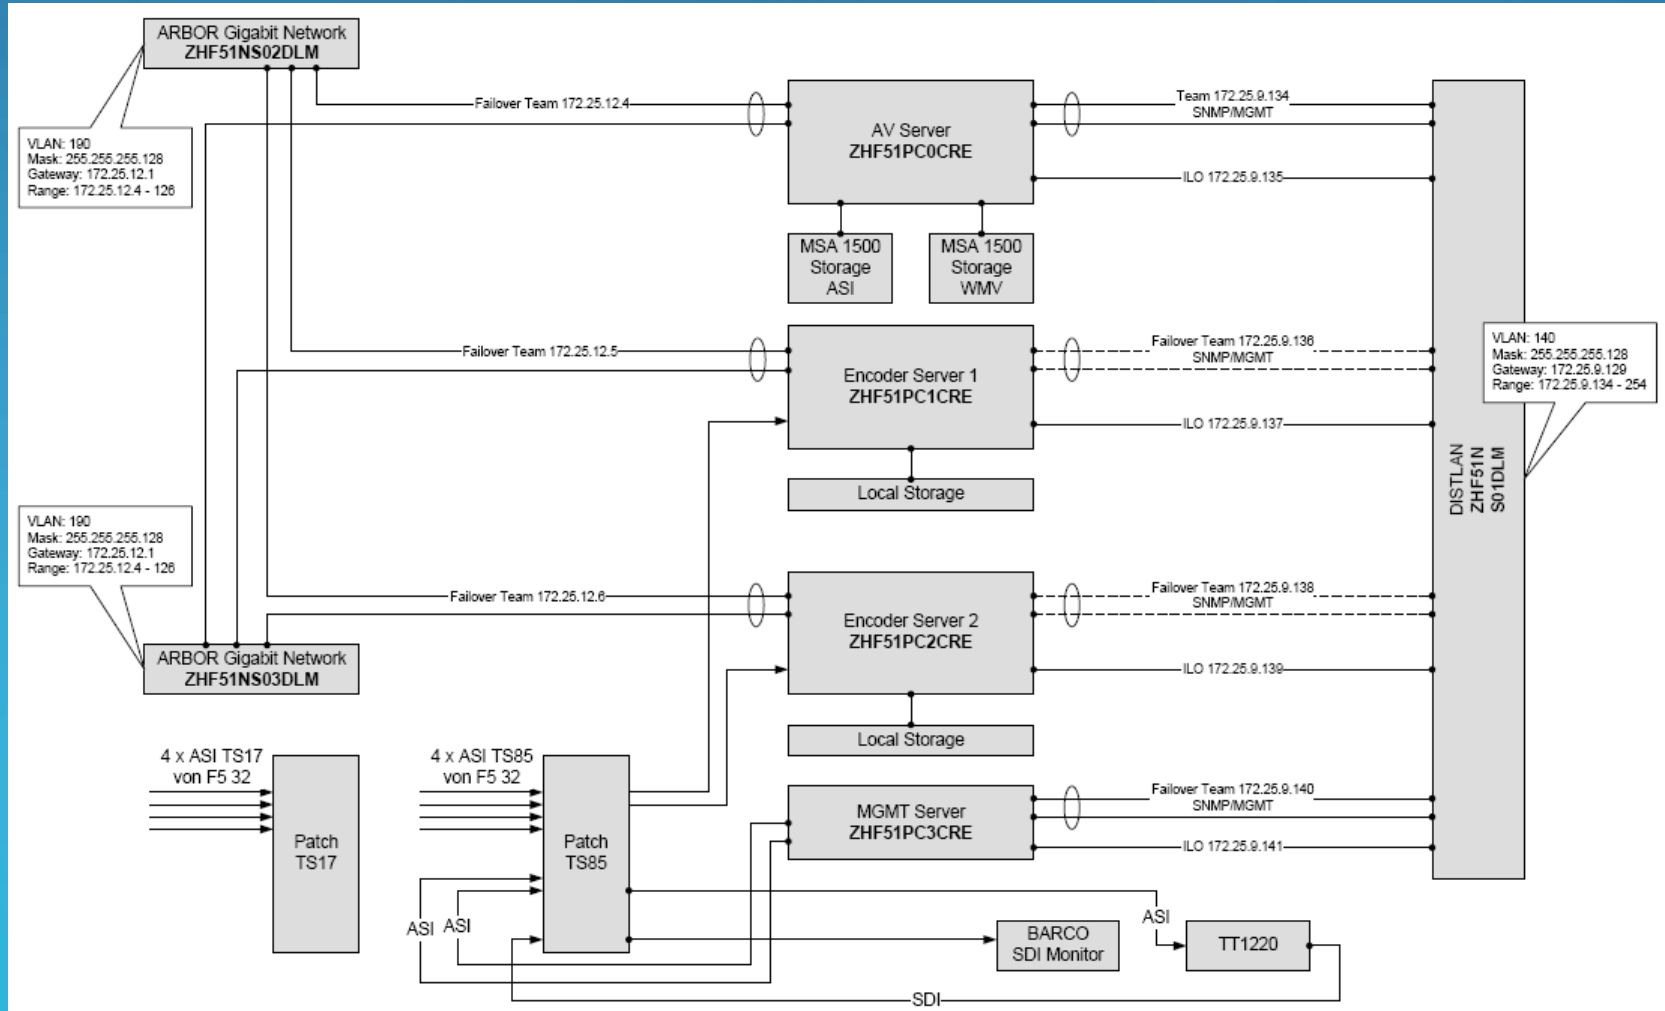 ARBOR Gigabit Network
ZHF51NS02DLM
VLAN: 190
Mask: 255.255.255.128
Gateway: 172.25.12.1
Range: 172.25.12.4 - 126
Failover Team 172.25.12.4
AV Server
ZHF51PC0CRE
Team 172.25.9.134
SNMP/MGMT
ILO 172.25.9.135
MSA 1500
Storage
ASI
MSA 1500
Storage
WMV
Failover Team 172.25.12.5
Encoder Server 1
ZHF51PC1CRE
Failover Team 172.25.9.136
SNMP/MGMT
ILO 172.25.9.137
Local Storage
VLAN: 140
Mask: 255.255.255.128
Gateway: 172.25.9.129
Range: 172.25.9.134 - 254
DISTLAN
ZHF51N
S01DLM
VLAN: 190
Mask: 255.255.255.128
Gateway: 172.25.12.1
Range: 172.25.12.4 - 126
Failover Team 172.25.12.6
Encoder Server 2
ZHF51PC2CRE
Failover Team 172.25.9.138
SNMP/MGMT
ILO 172.25.9.139
Local Storage
ARBOR Gigabit Network
ZHF51NS03DLM
4 x ASI TS17
von F5 32
Patch
TS17
4 x ASI TS85
von F5 32
Patch
TS85
MGMT Server
ZHF51PC3CRE
Failover Team 172.25.9.140
SNMP/MGMT
ILO 172.25.9.141
ASI
ASI
BARCO
SDI Monitor
ASI
TT1220
SDI